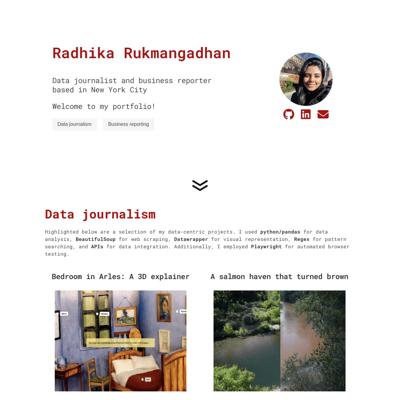 Radhika Rukmangadhan
Data journalist and business reporter
based in New York City
Welcome to my portfolio!
Data journalism
Business reporting
Data journalism
Highlighted below are a selection of my data-centric projects. I used python/pandas for data
analysis, BeautifulSoup for web scraping, Datawrapper for visual representation, Regex for pattern
searching, and APIs for data integration. Additionally, I employed Playwright for automated browser
testing.
Bedroom in Arles: A 3D explainer
A salmon haven that turned brown